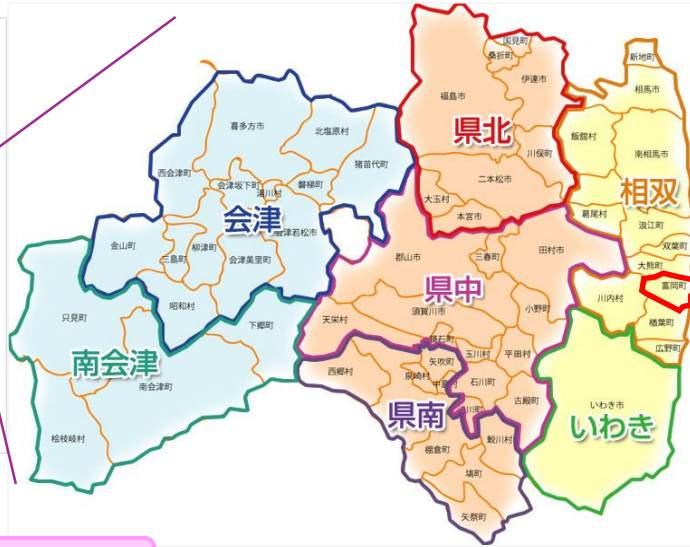 国見町
桑折町
伊達市
福島市
県北
川俣町
二本松市
大玉村
本宮市
新地町
相馬市
飯舘村
南相馬市
相双
葛尾村
浪江町
双葉町
大熊町
富岡町
川内村
楢葉町
広野町
喜多方市
北塩原村
西会津町
猪苗代町
会津坂下町
湯川村
磐梯町
会津
会津若松市
金山町
柳津町
三島町
会津美里町
昭和村
只見町
下郷町
南会津
南会津町
桧枝岐村
郡山市
三春町
田村市
県中
須賀川市
小野町
天栄村
鏡石町
玉川村
平田村
石川町
古殿町
西郷村
矢吹町
泉崎村
中島村
県南
棚倉町
鮫川村
塙町
矢祭町
いわき市
いわき